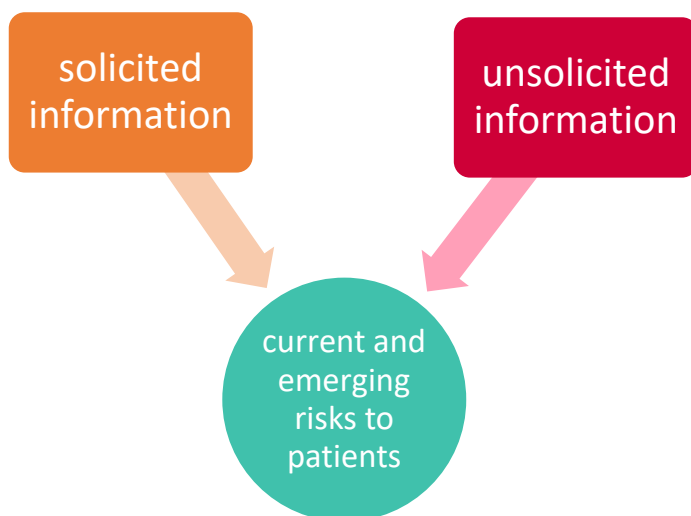 solicited
information
unsolicited
information
current and
emerging
risks to
patients